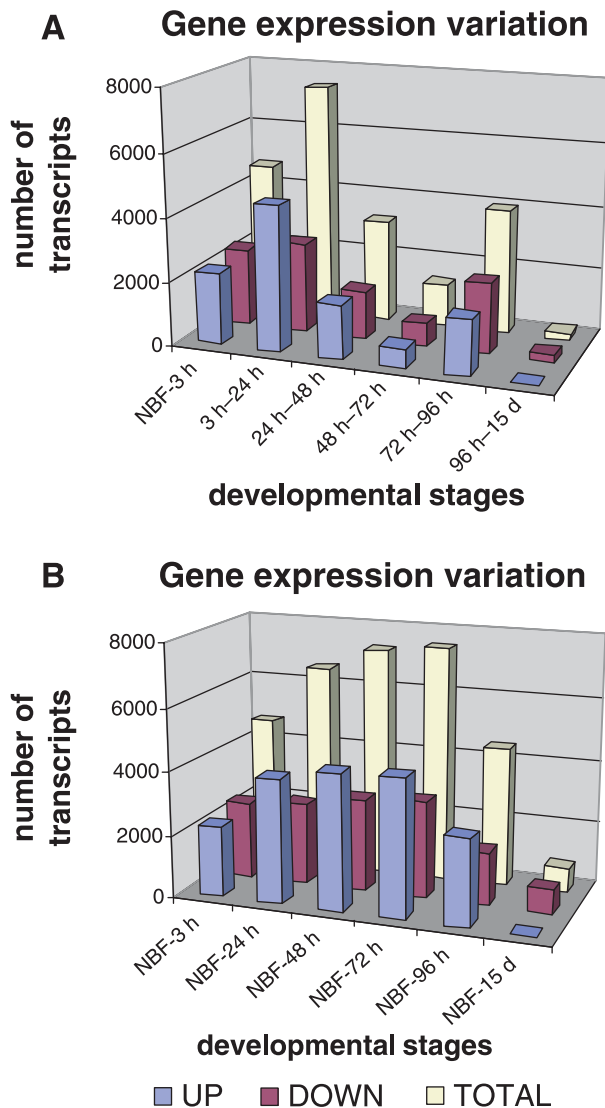 A Gene expression variation
number of
transcripts
8000
6000
4000
2000
0
NBF-3 h
3 h–24 h
24 h–48 h
48 h–72 h
72 h–96 h
96 h–15 d
developmental stages
B Gene expression variation
number of
transcripts
8000
6000
4000
2000
0
NBF-3 h
NBF-24 h
NBF-48 h
NBF-72 h
NBF-96 h
NBF-15 d
developmental stages
UP DOWN TOTAL